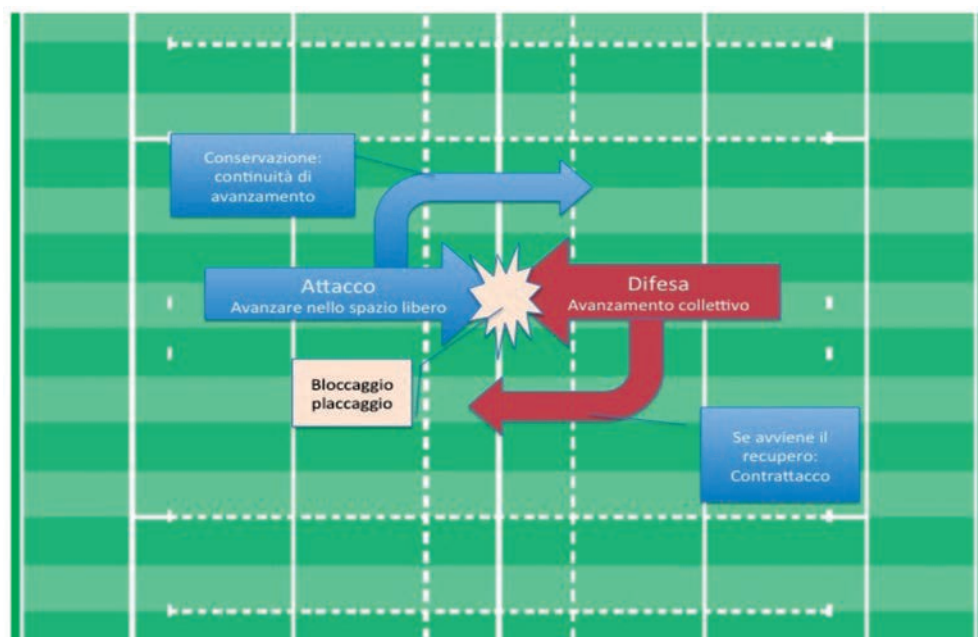 Conservazione:
continuità di
avanzamento
Attacco
Avanzare nello spazio libero
Difesa
Avanzamento collettivo
Bloccaggio
placcaggio
Se avviene il
recupero:
Contrattacco